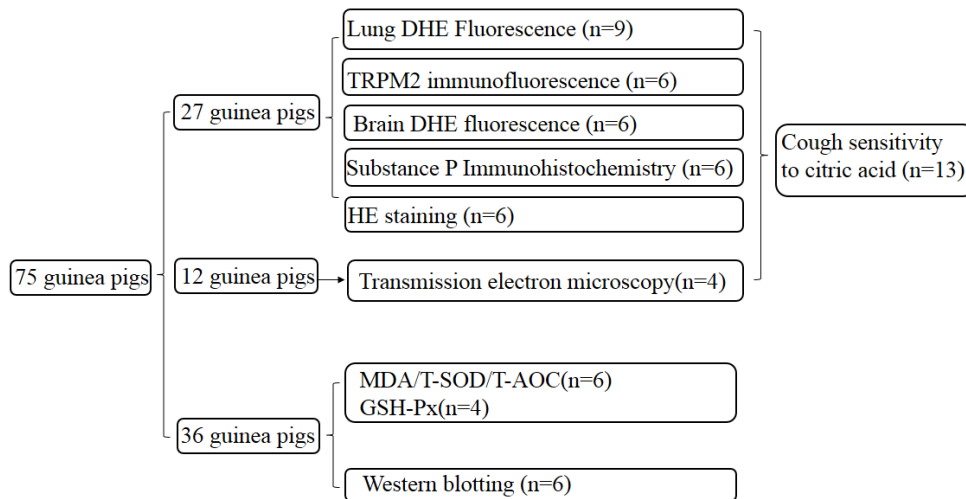 75 guinea pigs
27 guinea pigs
Lung DHE Fluorescence (n=9)
TRPM2 immunofluorescence (n=6)
Brain DHE fluorescence (n=6)
Substance P Immunohistochemistry (n=6)
HE staining (n=6)
12 guinea pigs
Transmission electron microscopy(n=4)
Cough sensitivity
to citric acid (n=13)
36 guinea pigs
MDA/T-SOD/T-AOC(n=6)
GSH-Px(n=4)
Western blotting (n=6)